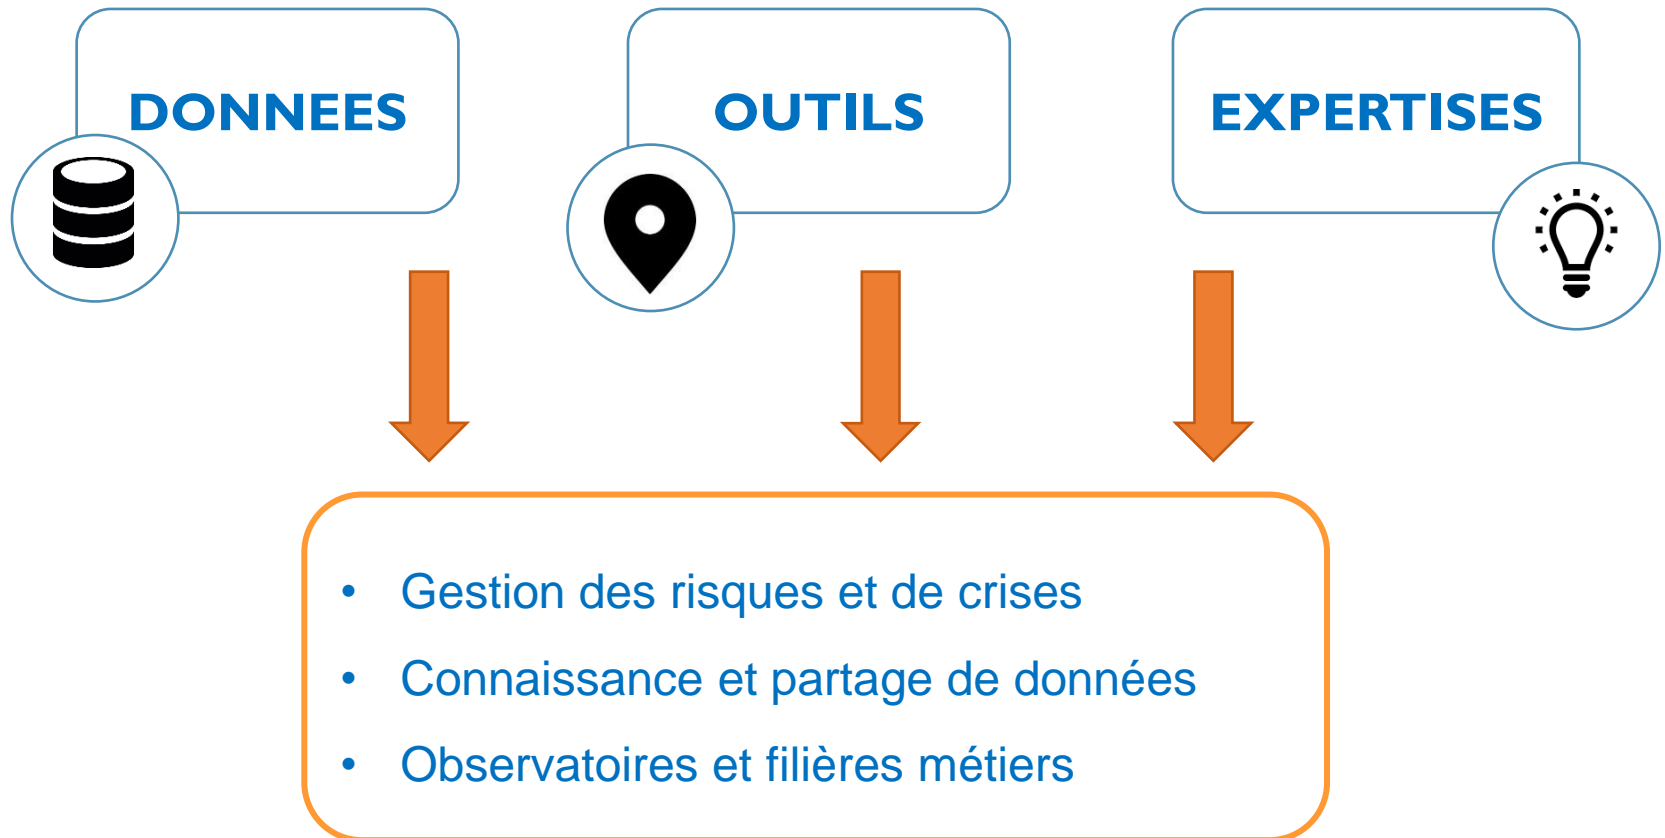 DONNEES
OUTILS
EXPERTISES
• Gestion des risques et de crises
• Connaissance et partage de données
• Observatoires et filières métiers